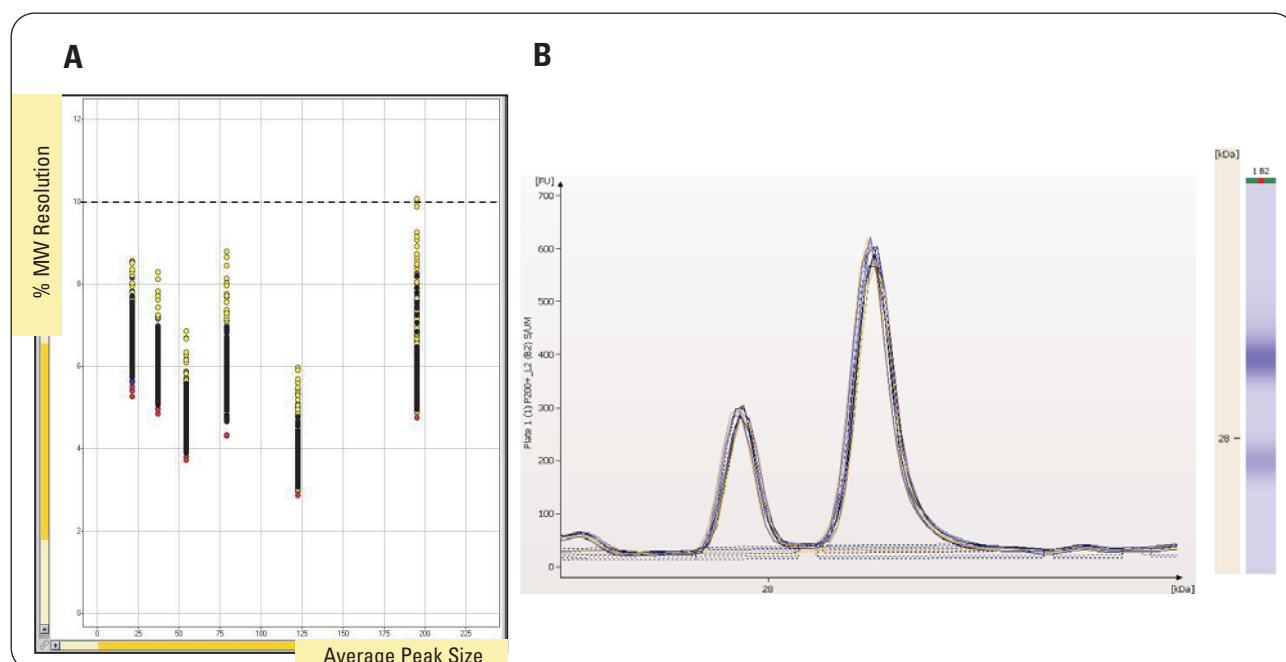 A
B
% MW Resolution
12
10
8
6
4
2
0
0 25 50 75 100 125 150 175 200 225
Average Peak Size
Plate 1 (1) P200+_L2 (B2) S/UM
[FU]
700
600
500
400
300
200
100
0
28
[kDa]
[kDa]
1 B2
28